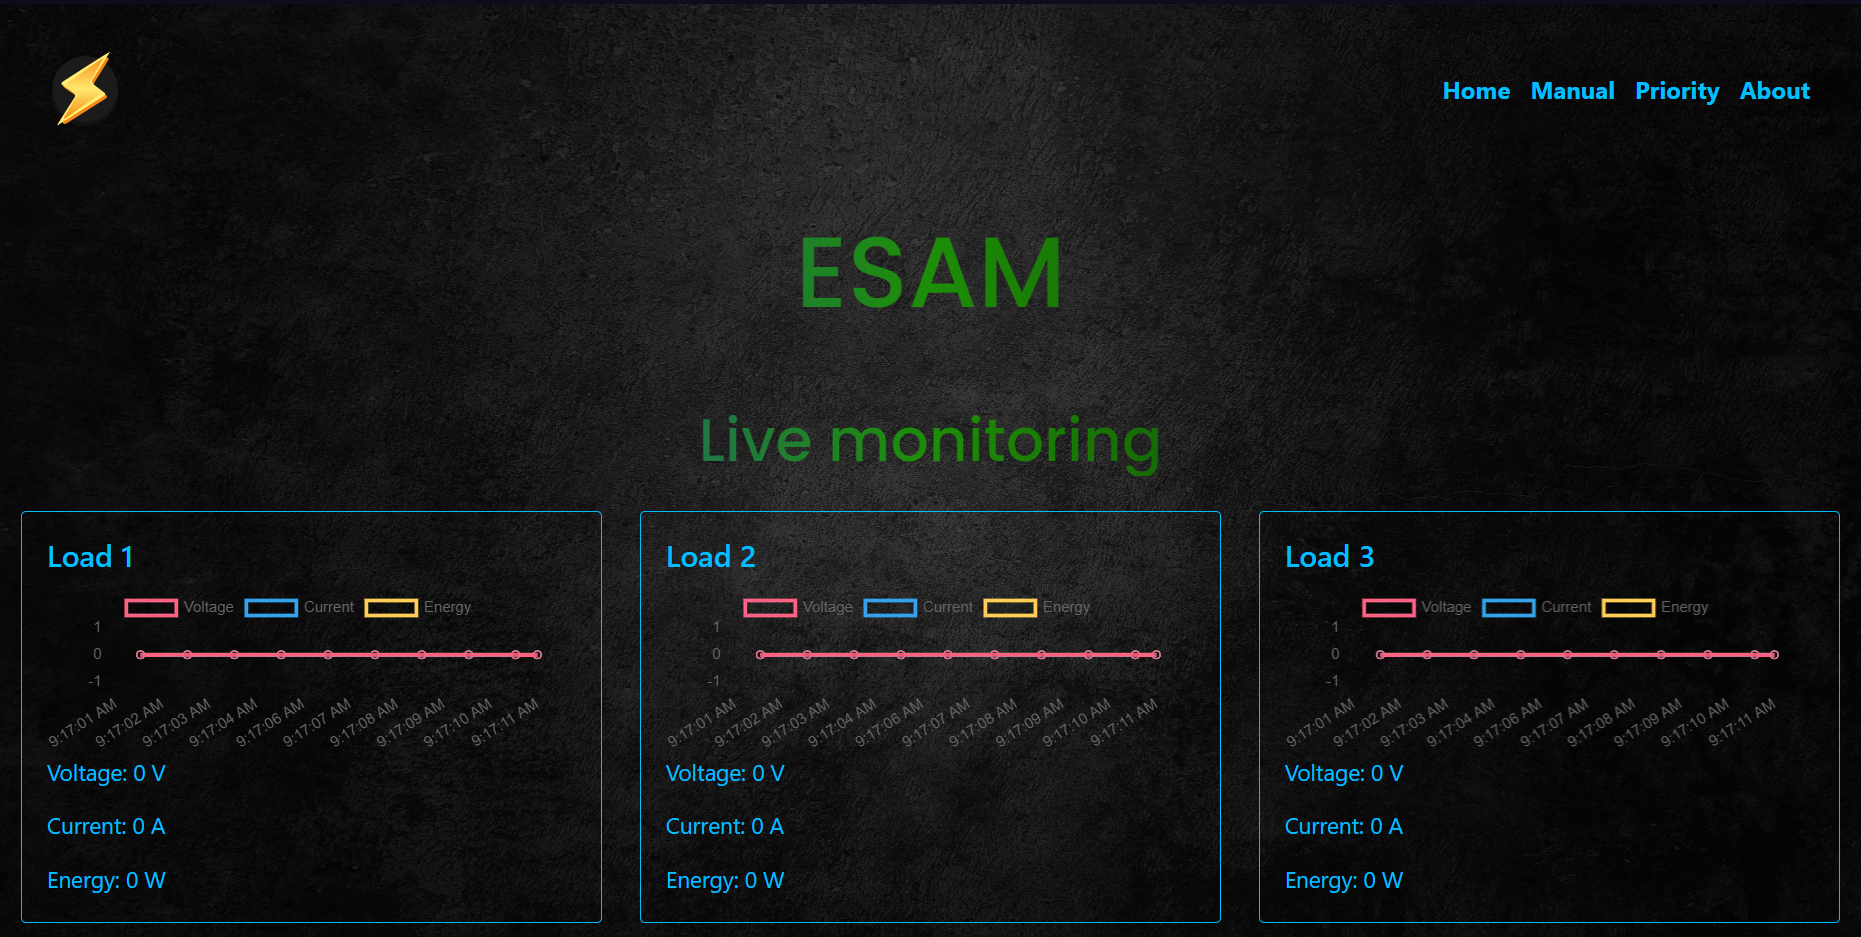 Home Manual Priority About
ESAM
Live monitoring
Load 1
Voltage Current Energy
1
0
-1
9:17:01 AM 9:17:02 AM 9:17:03 AM 9:17:04 AM 9:17:06 AM 9:17:07 AM 9:17:08 AM 9:17:09 AM 9:17:10 AM 9:17:11 AM
Voltage: 0 V
Current: 0 A
Energy: 0 W
Load 2
Voltage Current Energy
1
0
-1
9:17:01 AM 9:17:02 AM 9:17:03 AM 9:17:04 AM 9:17:06 AM 9:17:07 AM 9:17:08 AM 9:17:09 AM 9:17:10 AM 9:17:11 AM
Voltage: 0 V
Current: 0 A
Energy: 0 W
Load 3
Voltage Current Energy
1
0
-1
9:17:01 AM 9:17:02 AM 9:17:03 AM 9:17:04 AM 9:17:06 AM 9:17:07 AM 9:17:08 AM 9:17:09 AM 9:17:10 AM 9:17:11 AM
Voltage: 0 V
Current: 0 A
Energy: 0 W